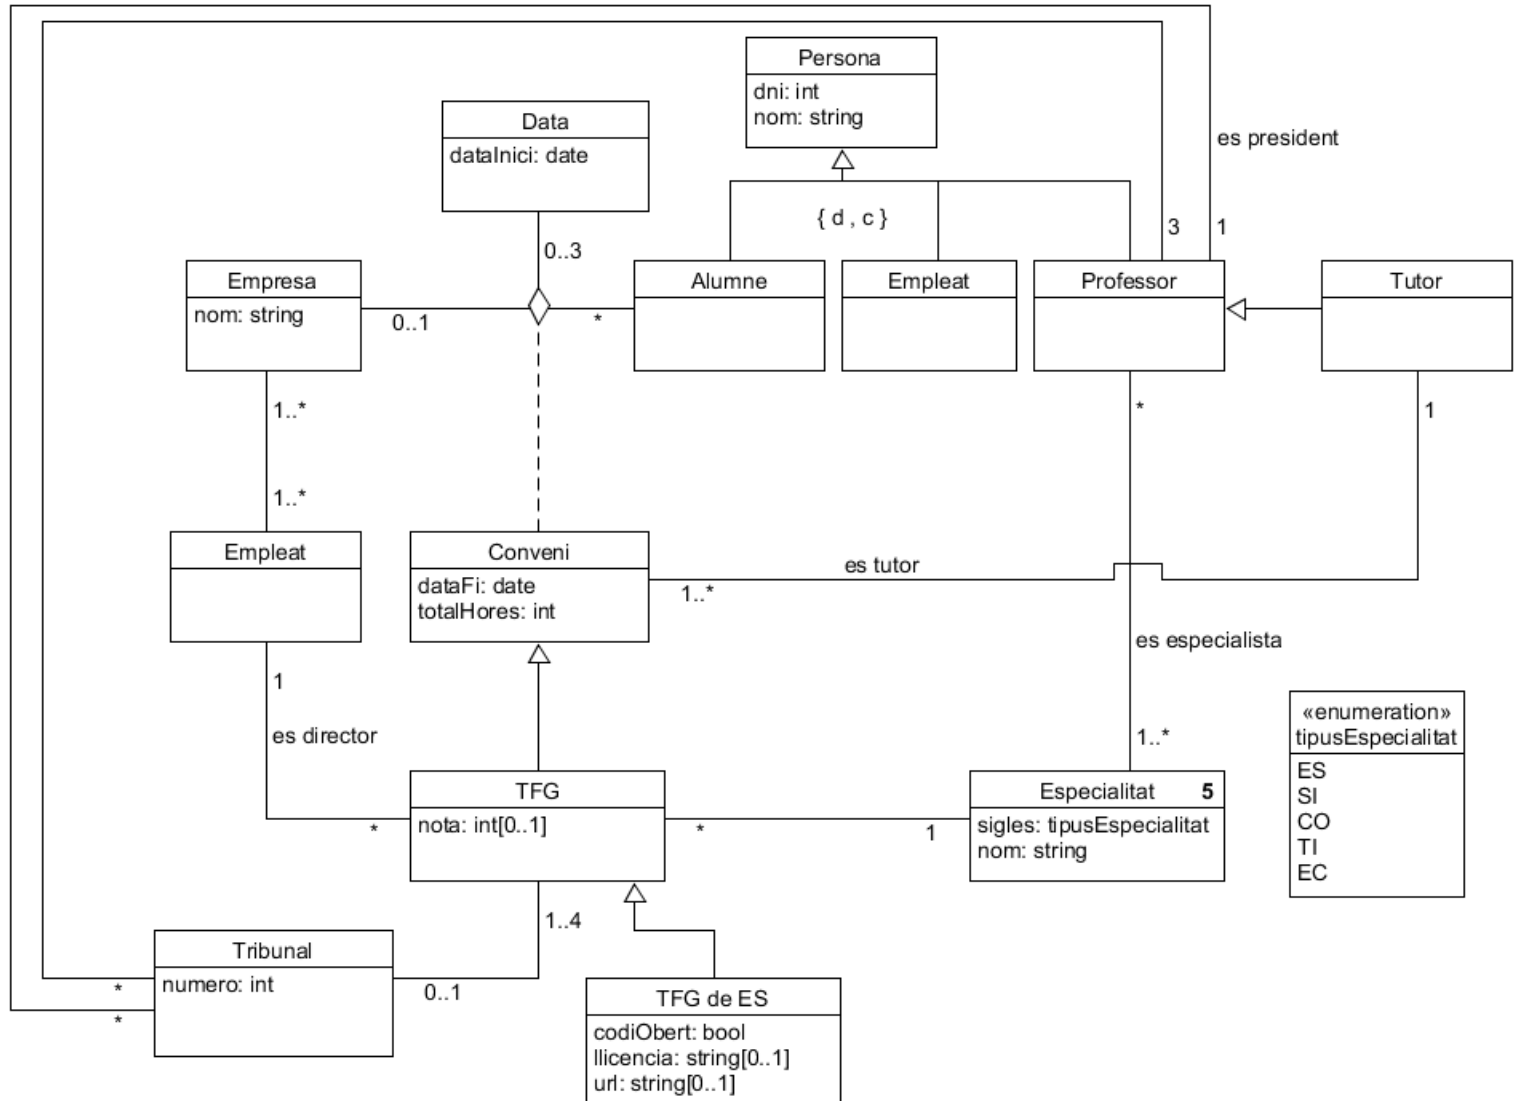 Persona
dni: int
nom: string
Data
dataInici: date
es president
{ d , c }
3
1
0..3
Empresa
nom: string
0..1
*
Alumne
Empleat
Professor
Tutor
1..*
*
1
1..*
Empleat
Conveni
dataFi: date
totalHores: int
es tutor
1..*
es especialista
1
es director
1..*
«enumeration»
tipusEspecialitat
ES
SI
CO
TI
EC
TFG
nota: int[0..1]
*
*
1
Especialitat 5
sigles: tipusEspecialitat
nom: string
1..4
Tribunal
numero: int
*
*
0..1
TFG de ES
codiObert: bool
llicencia: string[0..1]
url: string[0..1]